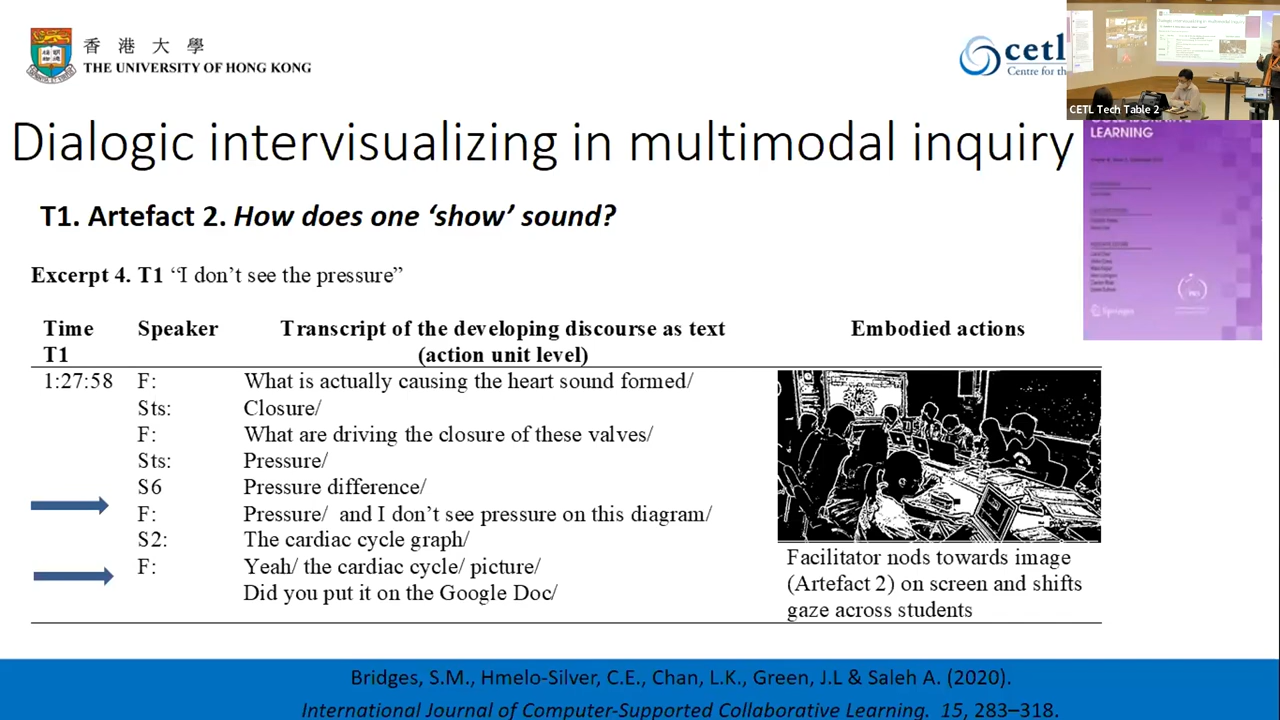 香港大學
THE UNIVERSITY OF HONG KONG
cetl
Centre for the
CETL Tech Table 2
LEARNING
Springer
Dialogic intervisualizing in multimodal inquiry
T1. Artefact 2. How does one ‘show’ sound?
Excerpt 4. T1 “I don’t see the pressure”
Time T1 Speaker Transcript of the developing discourse as text (action unit level) Embodied actions
1:27:58 F: What is actually causing the heart sound formed/
Sts: Closure/
F: What are driving the closure of these valves/
Sts: Pressure/
S6 Pressure difference/
F: Pressure/ and I don’t see pressure on this diagram/
S2: The cardiac cycle graph/
F: Yeah/ the cardiac cycle/ picture/
Did you put it on the Google Doc/
Facilitator nods towards image
(Artefact 2) on screen and shifts
gaze across students
Bridges, S.M., Hmelo-Silver, C.E., Chan, L.K., Green, J.L & Saleh A. (2020).
International Journal of Computer-Supported Collaborative Learning. 15, 283–318.